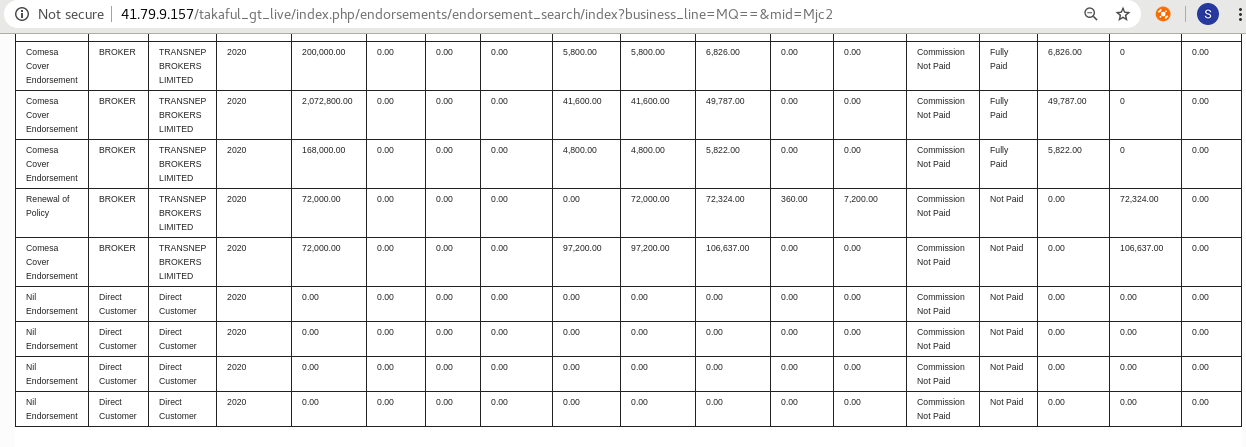 Not secure 41.79.9.157/takaful_gt_live/index.php/endorsements/endorsement_search/index?business_line=MQ==&mid=Mjc2 S
Comesa BROKER TRANSNEP 2020 200,000.00 0.00 0.00 0.00 5,800.00 5,800.00 6,826.00 0.00 0.00 Commission Fully 6,826.00 0 0.00
Cover BROKERS Not Paid Paid
Endorsement LIMITED
Comesa BROKER TRANSNEP 2020 2,072,800.00 0.00 0.00 0.00 41,600.00 41,600.00 49,787.00 0.00 0.00 Commission Fully 49,787.00 0 0.00
Cover BROKERS Not Paid Paid
Endorsement LIMITED
Comesa BROKER TRANSNEP 2020 168,000.00 0.00 0.00 0.00 4,800.00 4,800.00 5,822.00 0.00 0.00 Commission Fully 5,822.00 0 0.00
Cover BROKERS Not Paid Paid
Endorsement LIMITED
Renewal of BROKER TRANSNEP 2020 72,000.00 0.00 0.00 0.00 0.00 72,000.00 72,324.00 360.00 7,200.00 Commission Not Paid 0.00 72,324.00 0.00
Policy BROKERS Not Paid
LIMITED
Comesa BROKER TRANSNEP 2020 72,000.00 0.00 0.00 0.00 97,200.00 97,200.00 106,637.00 0.00 0.00 Commission Not Paid 0.00 106,637.00 0.00
Cover BROKERS Not Paid
Endorsement LIMITED
Nil Direct Direct 2020 0.00 0.00 0.00 0.00 0.00 0.00 0.00 0.00 0.00 Commission Not Paid 0.00 0.00 0.00
Endorsement Customer Customer Not Paid
Nil Direct Direct 2020 0.00 0.00 0.00 0.00 0.00 0.00 0.00 0.00 0.00 Commission Not Paid 0.00 0.00 0.00
Endorsement Customer Customer Not Paid
Nil Direct Direct 2020 0.00 0.00 0.00 0.00 0.00 0.00 0.00 0.00 0.00 Commission Not Paid 0.00 0.00 0.00
Endorsement Customer Customer Not Paid
Nil Direct Direct 2020 0.00 0.00 0.00 0.00 0.00 0.00 0.00 0.00 0.00 Commission Not Paid 0.00 0.00 0.00
Endorsement Customer Customer Not Paid